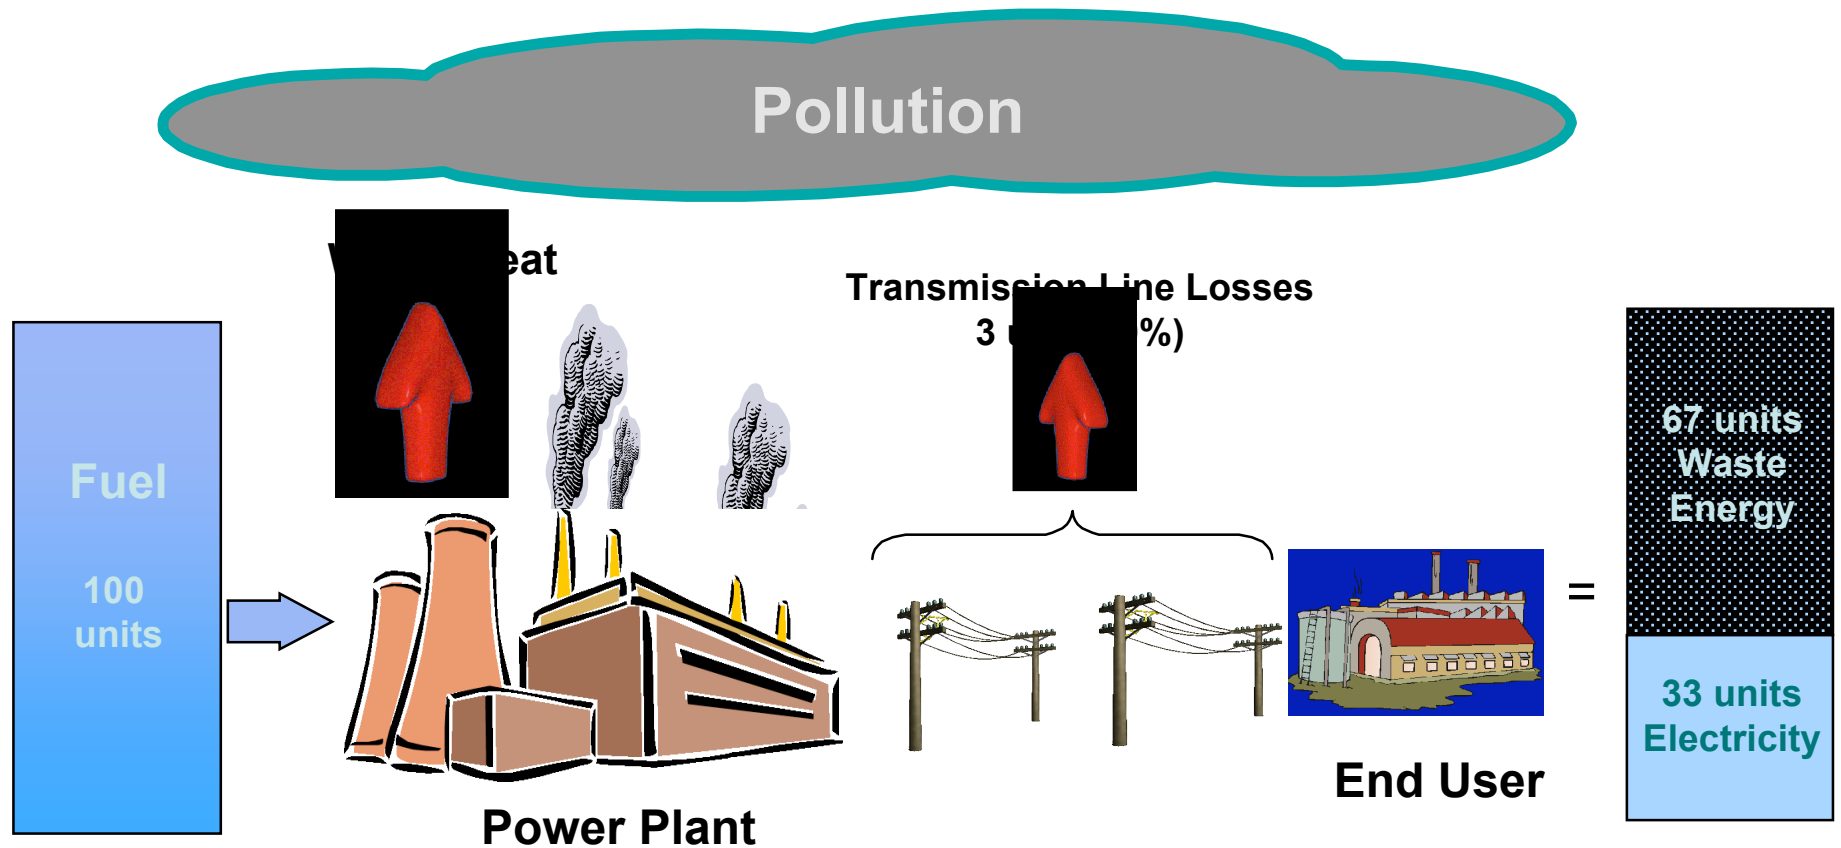 Pollution
eat
Transmission Line Losses
3 %)
Fuel
100
units
67 units
Waste
Energy
=
33 units
Electricity
End User
Power Plant